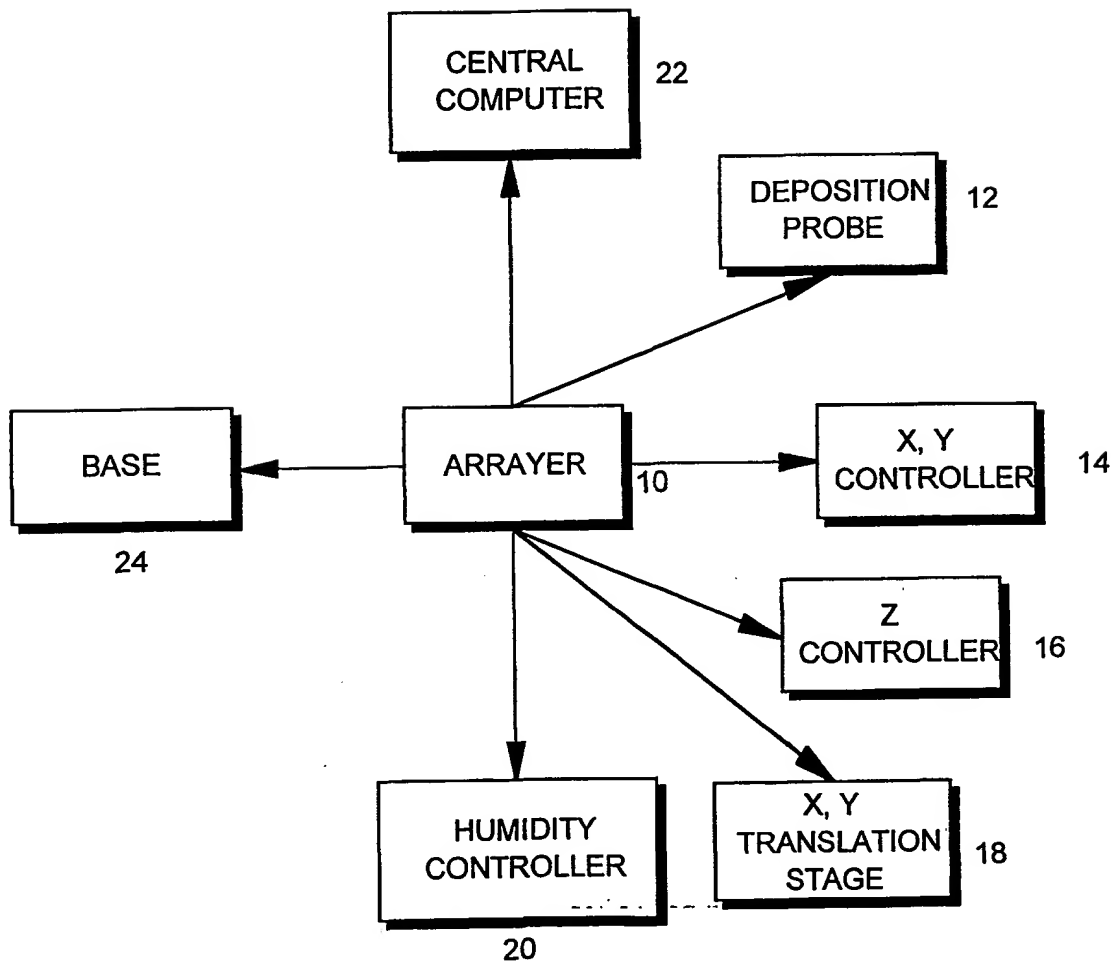 CENTRAL
COMPUTER
22
DEPOSITION
PROBE
12
BASE
24
ARRAYER
10
X, Y
CONTROLLER
14
Z
CONTROLLER
16
HUMIDITY
CONTROLLER
20
X, Y
TRANSLATION
STAGE
18